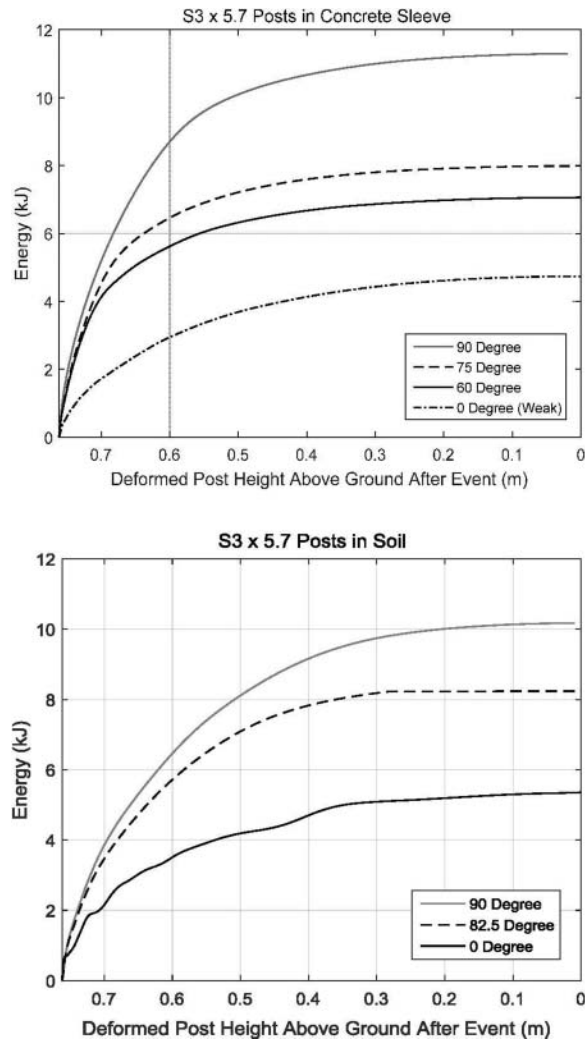 S3 x 5.7 Posts in Concrete Sleeve
12
10
8
6
4
2
0
Energy (kJ)
90 Degree
75 Degree
60 Degree
0 Degree (Weak)
0.7 0.6 0.5 0.4 0.3 0.2 0.1 0
Deformed Post Height Above Ground After Event (m)
S3 x 5.7 Posts in Soil
12
10
8
6
4
2
0
Energy (kJ)
90 Degree
82.5 Degree
0 Degree
0.7 0.6 0.5 0.4 0.3 0.2 0.1 0
Deformed Post Height Above Ground After Event (m)